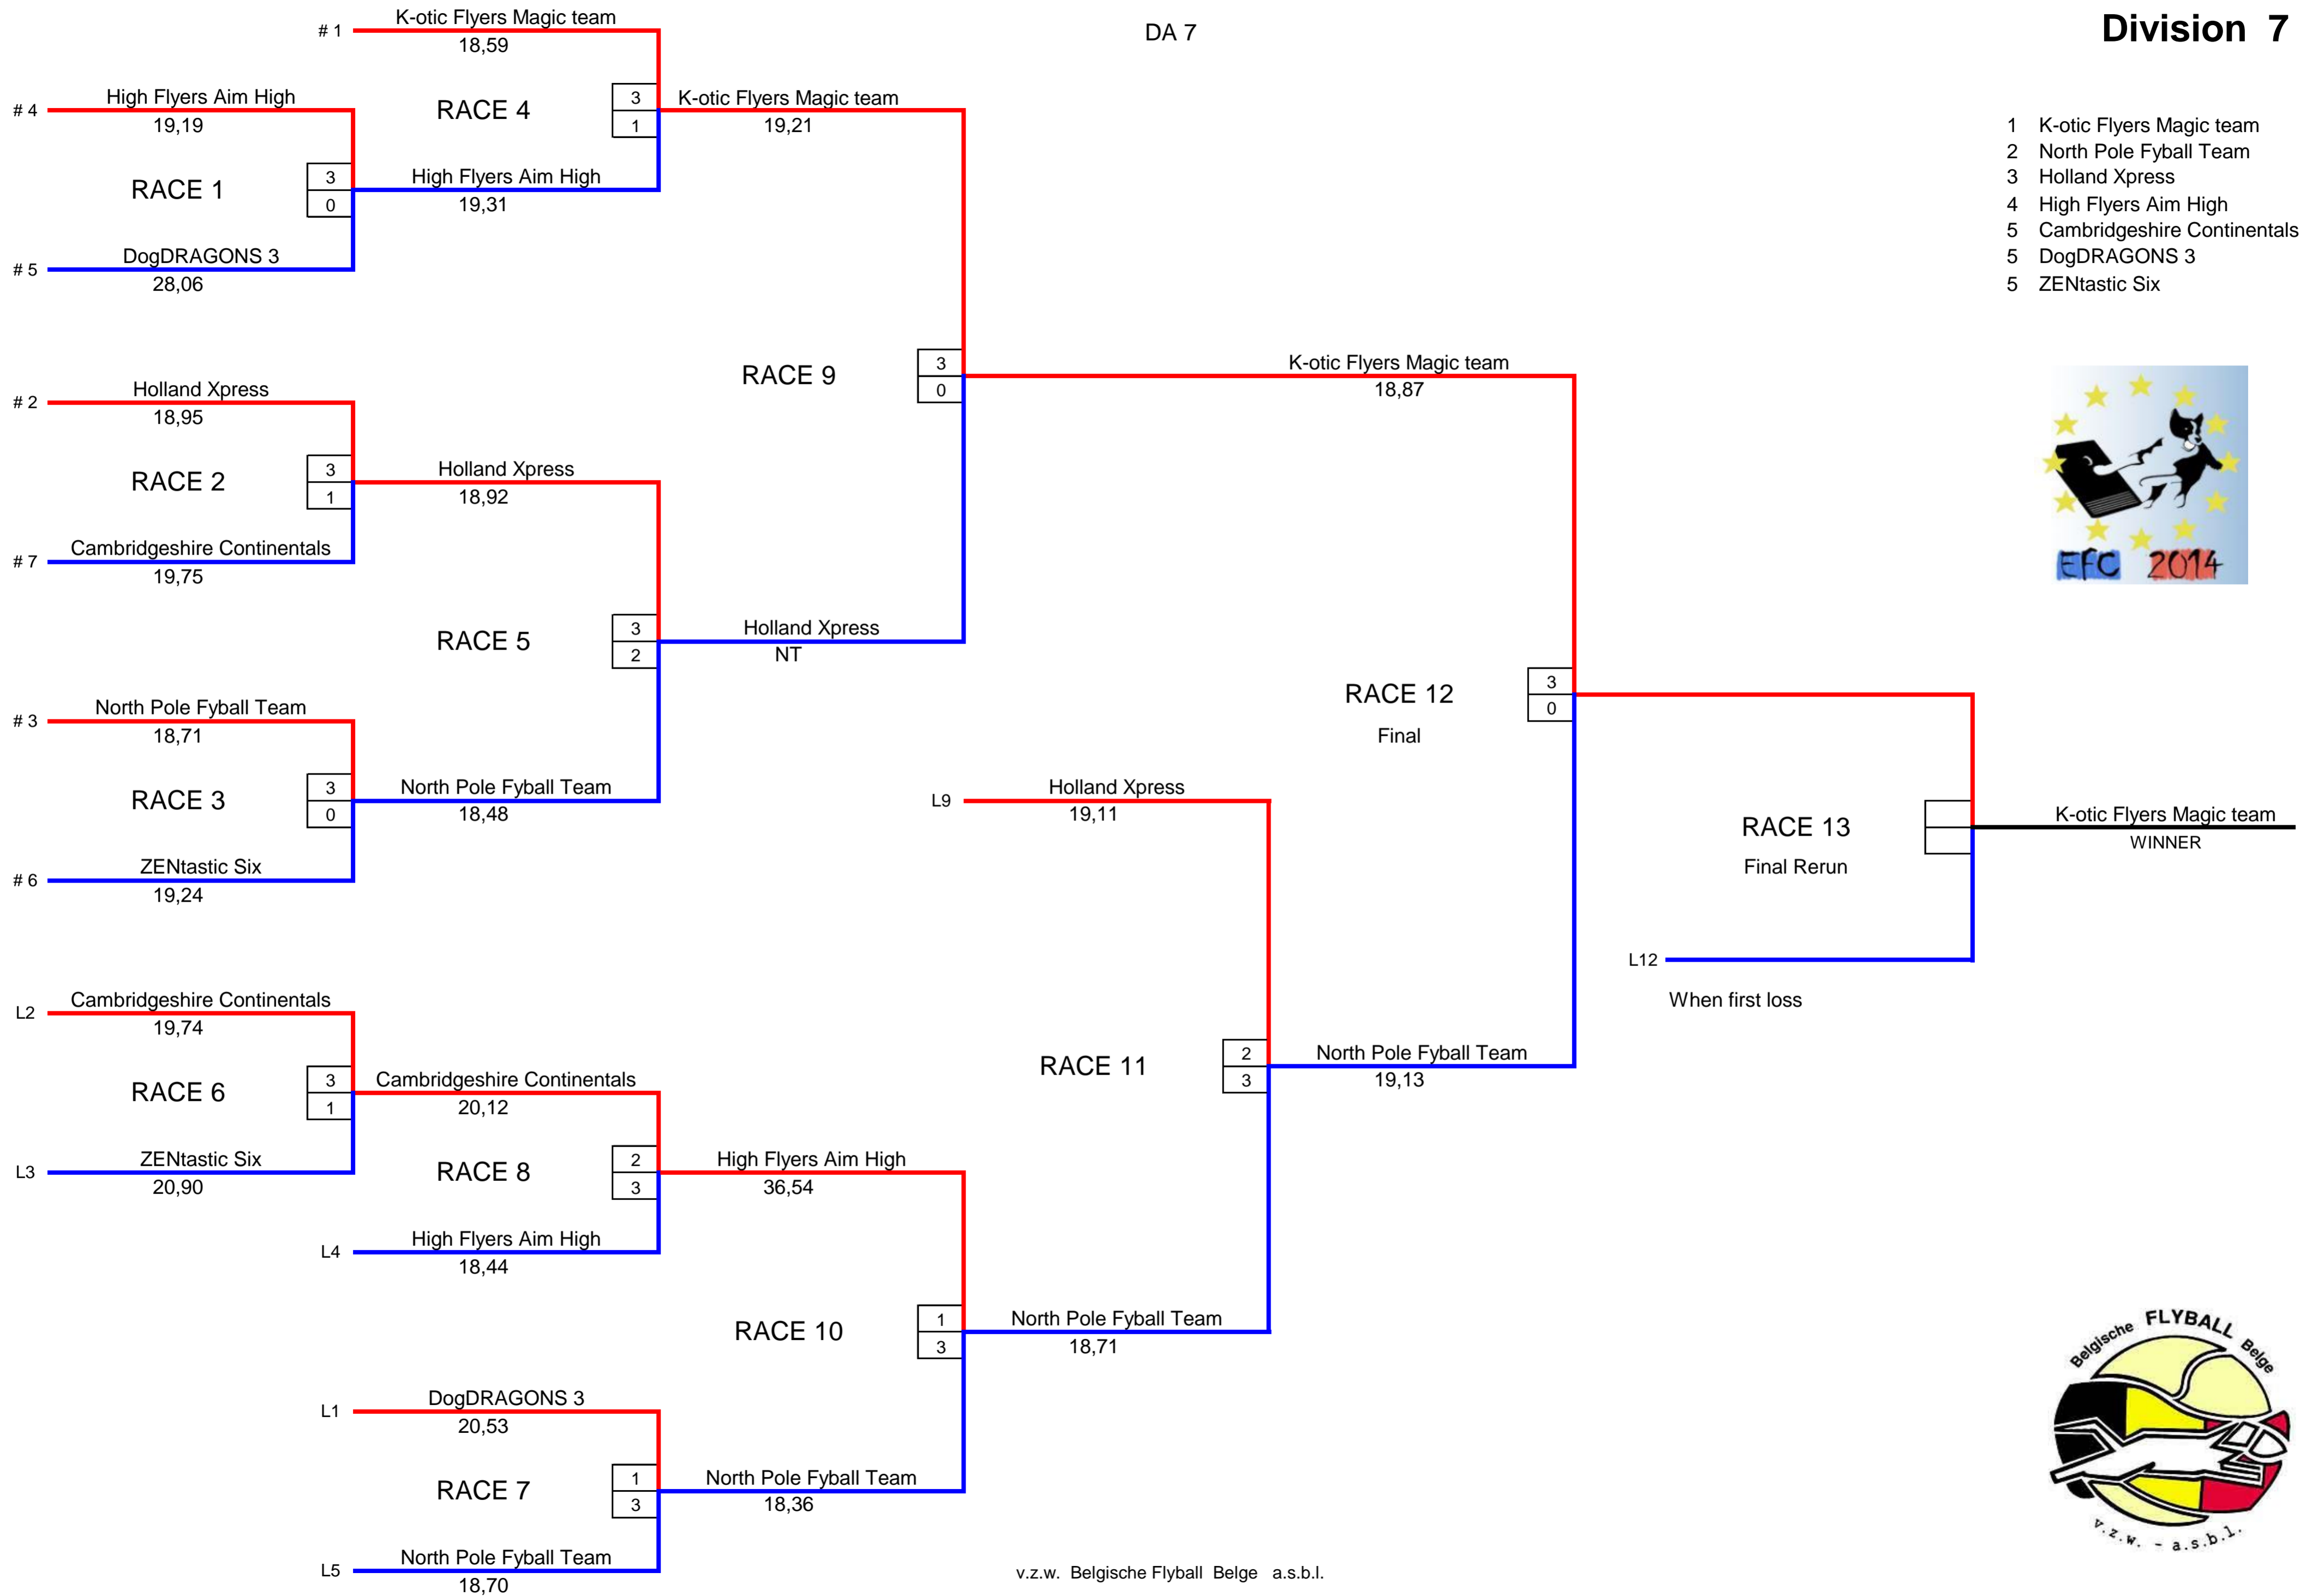 DA 7
Division 7
1 K-otic Flyers Magic team
2 North Pole Fyball Team
3 Holland Xpress
4 High Flyers Aim High
5 Cambridgeshire Continentals
5 DogDRAGONS 3
5 ZENtastic Six
EFC 2014
# 1 K-otic Flyers Magic team
18,59
RACE 4
3
1
# 4 High Flyers Aim High
19,19
RACE 1
3
0
High Flyers Aim High
19,31
# 5 DogDRAGONS 3
28,06
K-otic Flyers Magic team
19,21
RACE 9
3
0
# 2 Holland Xpress
18,95
RACE 2
3
1
# 7 Cambridgeshire Continentals
19,75
Holland Xpress
18,92
RACE 5
3
2
Holland Xpress
NT
# 3 North Pole Fyball Team
18,71
RACE 3
3
0
# 6 ZENtastic Six
19,24
North Pole Fyball Team
18,48
K-otic Flyers Magic team
18,87
RACE 12
Final
3
0
RACE 13
Final Rerun
K-otic Flyers Magic team
WINNER
L12
When first loss
L9 Holland Xpress
19,11
RACE 11
2
3
North Pole Fyball Team
19,13
L2 Cambridgeshire Continentals
19,74
RACE 6
3
1
L3 ZENtastic Six
20,90
Cambridgeshire Continentals
20,12
RACE 8
2
3
L4 High Flyers Aim High
18,44
High Flyers Aim High
36,54
RACE 10
1
3
North Pole Fyball Team
18,71
L1 DogDRAGONS 3
20,53
RACE 7
1
3
L5 North Pole Fyball Team
18,70
North Pole Fyball Team
18,36
Belgische FLYBALL Belge
v.z.w. - a.s.b.l.
v.z.w. Belgische Flyball Belge a.s.b.l.